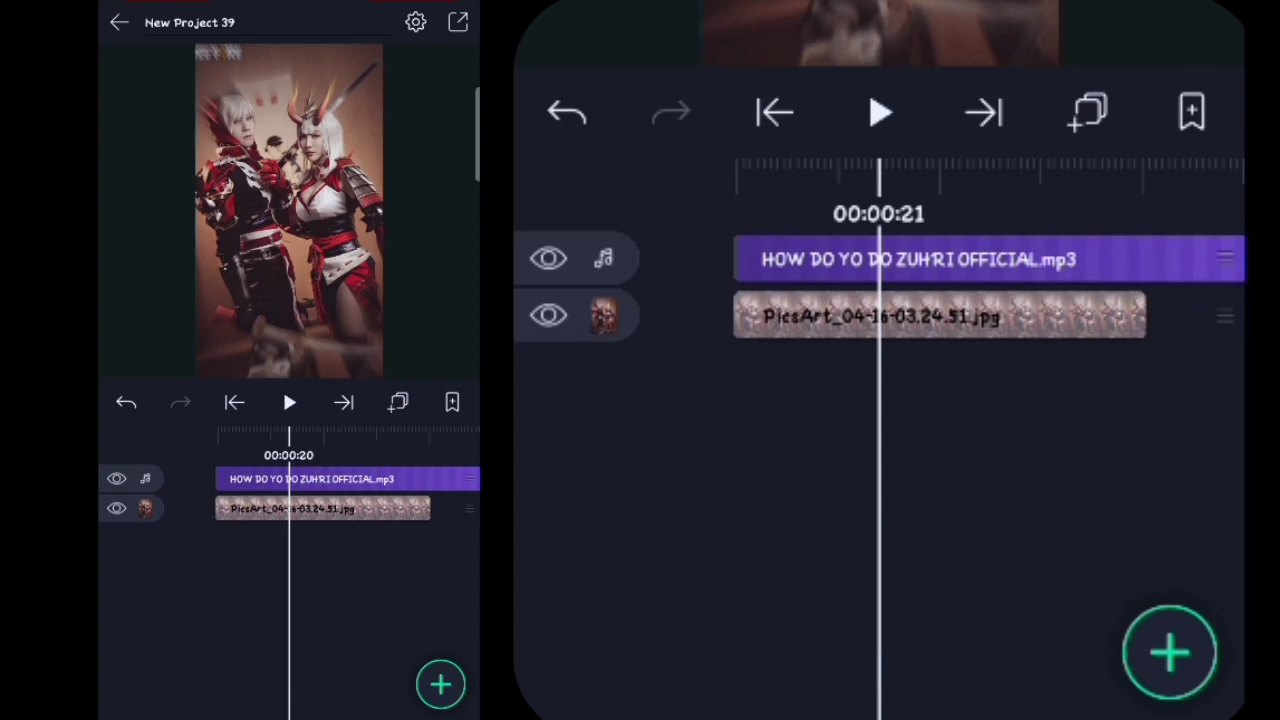 New Project 39
00:00:20
HOW DO YO DO ZUHRI OFFICIAL.mp3
PicsArt_04-16-03.24.51.jpg
00:00:21
HOW DO YO DO ZUHRI OFFICIAL.mp3
PicsArt_04-16-03.24.51.jpg